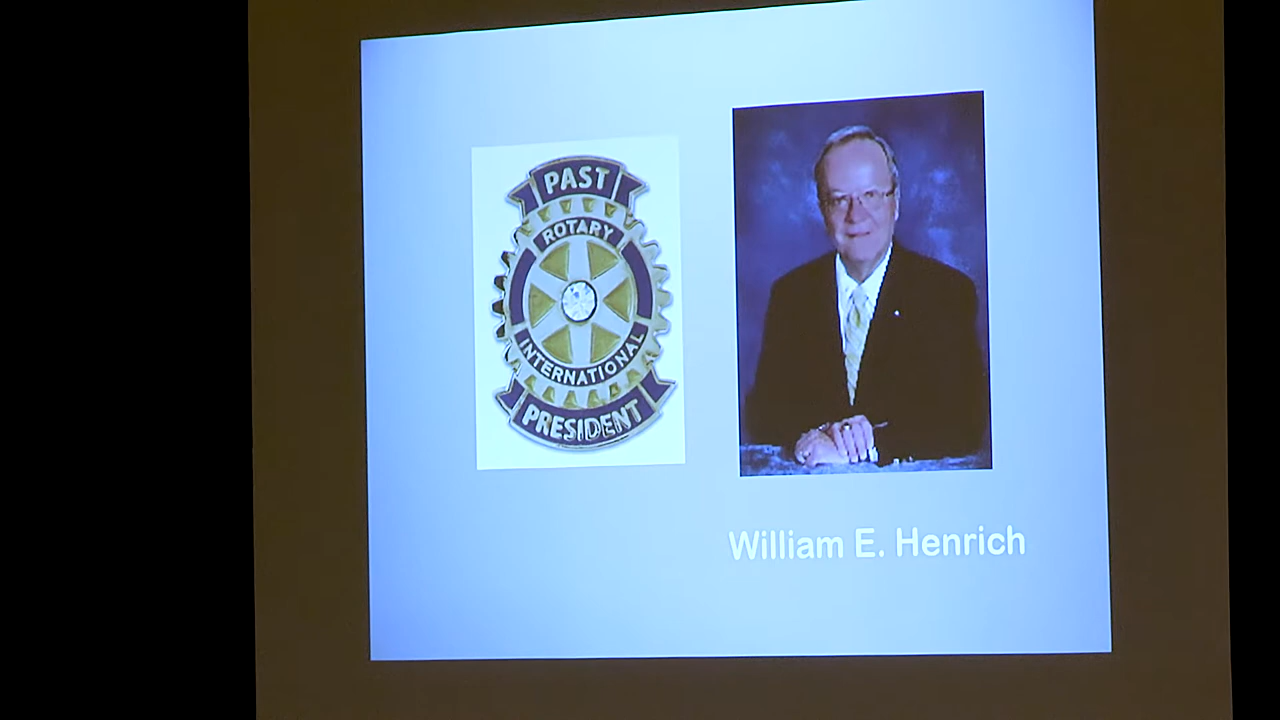 PAST
ROTARY
INTERNATIONAL
PRESIDENT
William E. Henrich